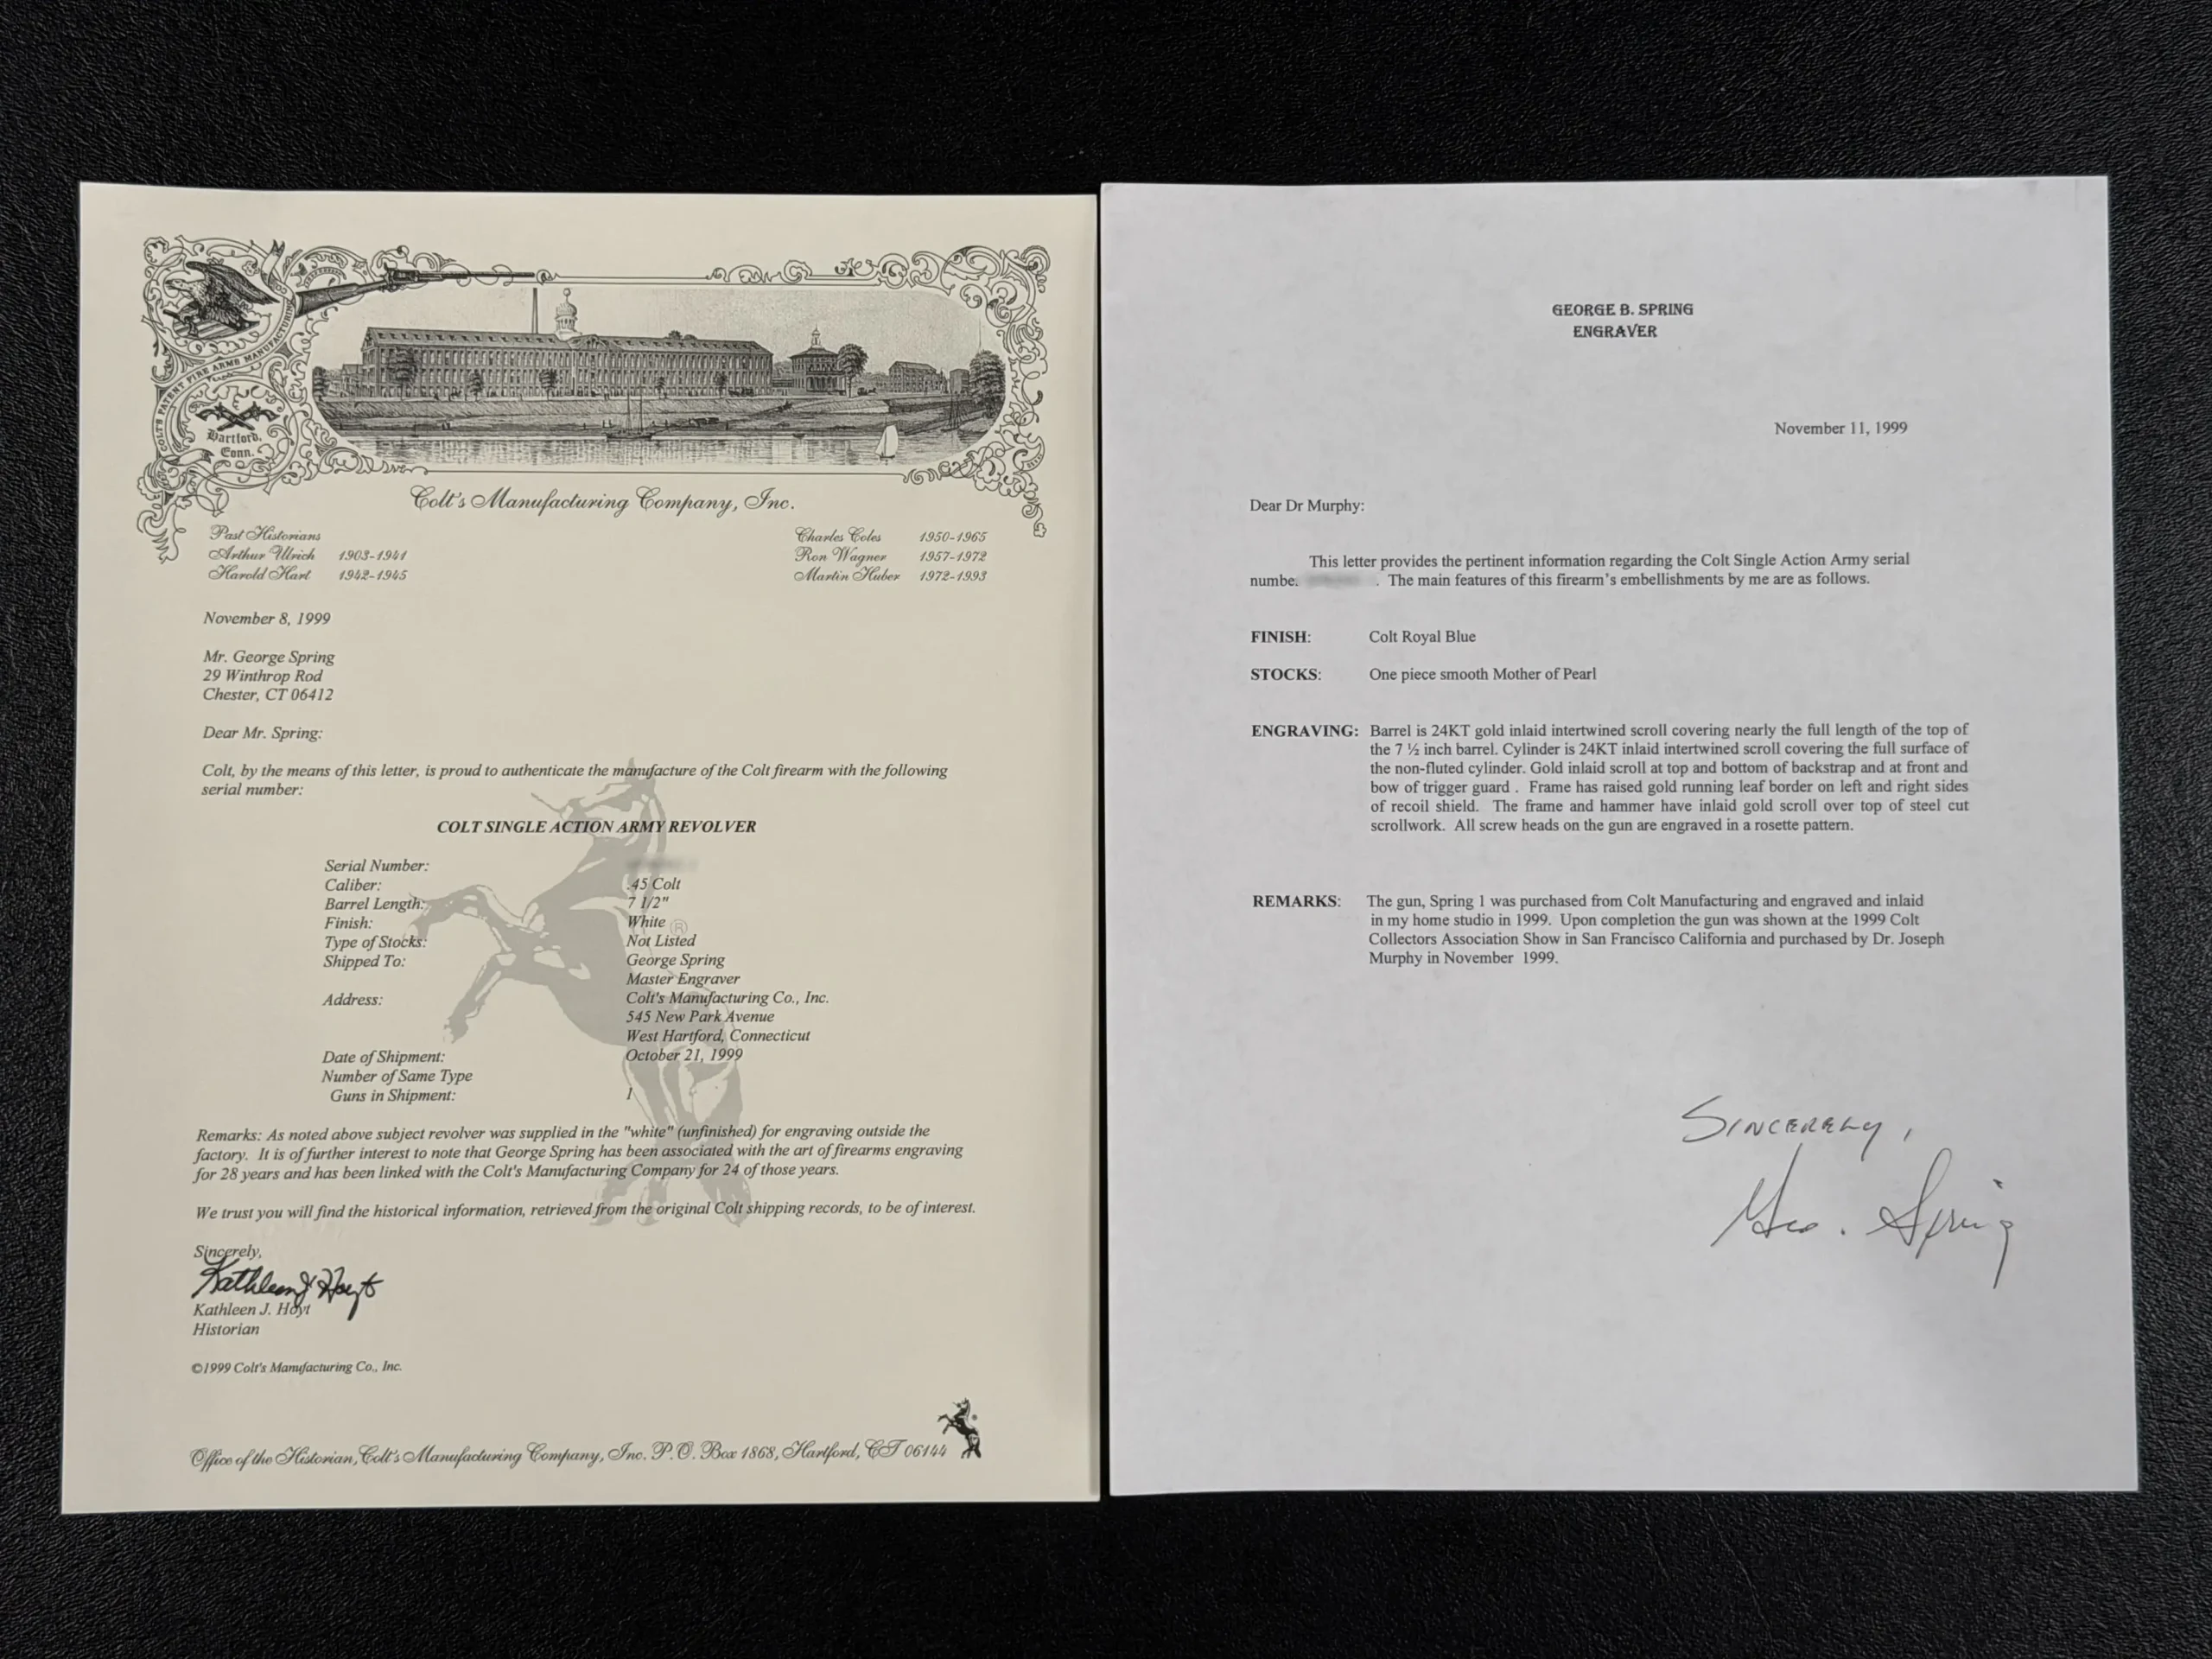 COLT'S PATENT FIRE ARMS MANUFACTURING
Hartford,
Conn.
Colt's Manufacturing Company, Inc.
Past Historians
Arthur Ulrich 1903-1941
Harold Hart 1942-1945
Charles Coles 1950-1965
Ron Wagner 1957-1972
Martin Huber 1972-1993
November 8, 1999
Mr. George Spring
29 Winthrop Rod
Chester, CT 06412
Dear Mr. Spring:
Colt, by the means of this letter, is proud to authenticate the manufacture of the Colt firearm with the following
serial number:
COLT SINGLE ACTION ARMY REVOLVER
Serial Number:
Caliber: .45 Colt
Barrel Length: 7 1/2"
Finish: White
Type of Stocks: Not Listed
Shipped To: George Spring
Master Engraver
Address: Colt's Manufacturing Co., Inc.
545 New Park Avenue
West Hartford, Connecticut
Date of Shipment: October 21, 1999
Number of Same Type
Guns in Shipment: 1
®
Remarks: As noted above subject revolver was supplied in the "white" (unfinished) for engraving outside the
factory. It is of further interest to note that George Spring has been associated with the art of firearms engraving
for 28 years and has been linked with the Colt's Manufacturing Company for 24 of those years.
We trust you will find the historical information, retrieved from the original Colt shipping records, to be of interest.
Sincerely,
Kathleen J Hoyt
Kathleen J. Hoyt
Historian
©1999 Colt's Manufacturing Co., Inc.
Office of the Historian, Colt's Manufacturing Company, Inc. P.O. Box 1868, Hartford, CT 06144
GEORGE B. SPRING
ENGRAVER
November 11, 1999
Dear Dr Murphy:
This letter provides the pertinent information regarding the Colt Single Action Army serial
numbe. . The main features of this firearm's embellishments by me are as follows.
FINISH: Colt Royal Blue
STOCKS: One piece smooth Mother of Pearl
ENGRAVING: Barrel is 24KT gold inlaid intertwined scroll covering nearly the full length of the top of
the 7 ½ inch barrel. Cylinder is 24KT inlaid intertwined scroll covering the full surface of
the non-fluted cylinder. Gold inlaid scroll at top and bottom of backstrap and at front and
bow of trigger guard . Frame has raised gold running leaf border on left and right sides
of recoil shield. The frame and hammer have inlaid gold scroll over top of steel cut
scrollwork. All screw heads on the gun are engraved in a rosette pattern.
REMARKS: The gun, Spring 1 was purchased from Colt Manufacturing and engraved and inlaid
in my home studio in 1999. Upon completion the gun was shown at the 1999 Colt
Collectors Association Show in San Francisco California and purchased by Dr. Joseph
Murphy in November 1999.
SINCERELY,
Geo. Spring